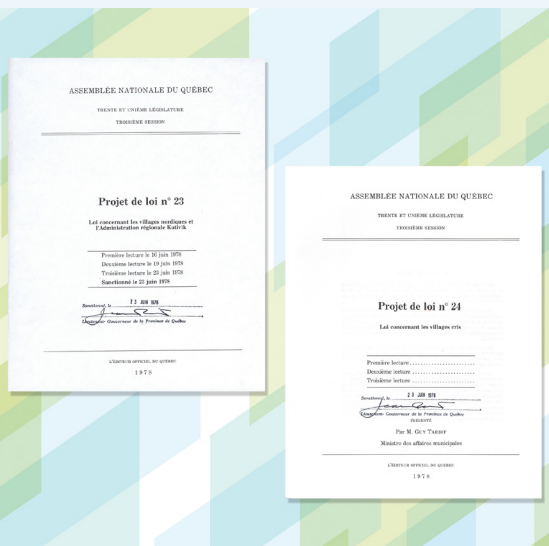 ASSEMBLÉE NATIONALE DU QUÉBEC
TRENTE ET UNIÈME LÉGISLATURE
TROISIÈME SESSION
Projet de loi n° 23
Loi concernant les villages nordiques et
l'Administration régionale Kativik
Première lecture le 16 juin 1978
Deuxième lecture le 19 juin 1978
Troisième lecture le 23 juin 1978
Sanctionné le 23 juin 1978
Sanctionné, le 23 JUN 1978
Lieutenant-Gouverneur de la Province de Québec
L'ÉDITEUR OFFICIEL DU QUÉBEC
1978
ASSEMBLÉE NATIONALE DU QUÉBEC
TRENTE ET UNIÈME LÉGISLATURE
TROISIÈME SESSION
Projet de loi n° 24
Loi concernant les villages cris
Première lecture
Deuxième lecture
Troisième lecture
Sanctionné, le 23 JUN 1978
Lieutenant-Gouverneur de la Province de Québec
PRÉSENTÉ
Par M. GUY TARDIF
Ministre des affaires municipales
L'ÉDITEUR OFFICIEL DU QUÉBEC
1978